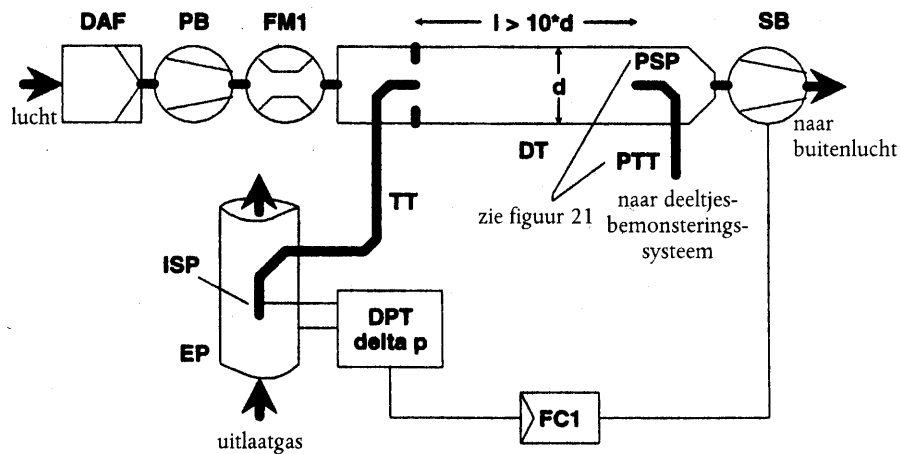 DAF
PB
FM1
l > 10*d
SB
lucht
d
PSP
naar
buitenlucht
DT
PTT
TT
zie figuur 21
naar deeltjes-
bemonsterings-
systeem
ISP
DPT
delta p
EP
FC1
uitlaatgas